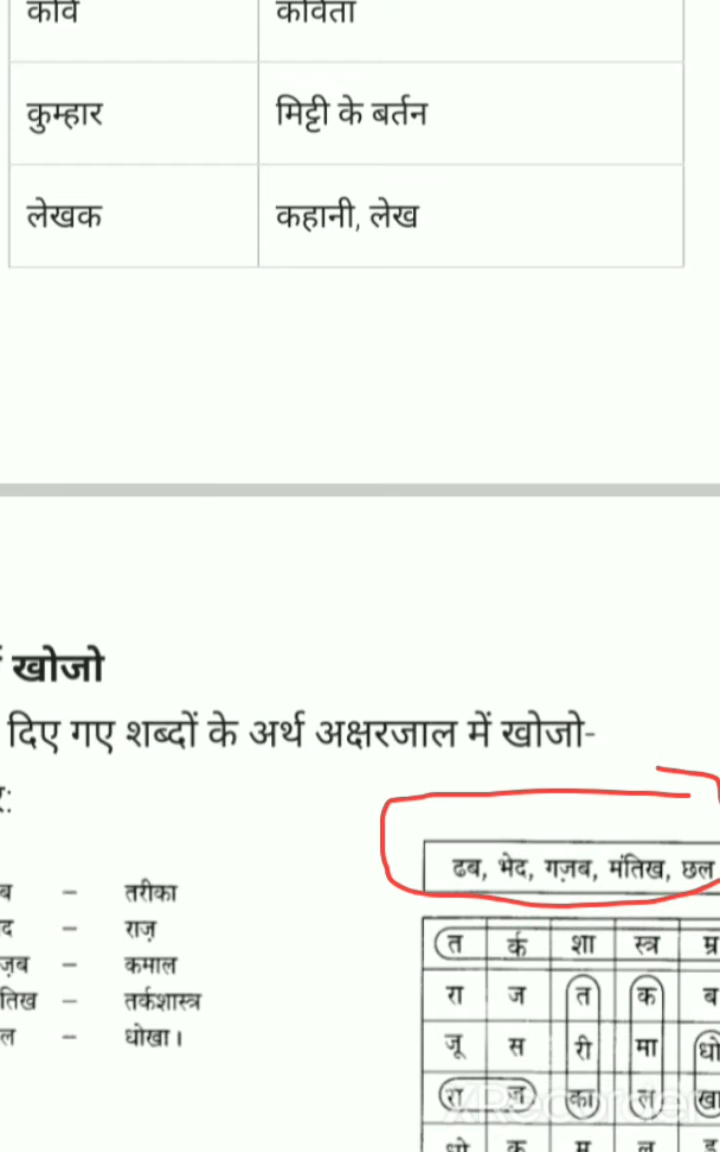 कवि कविता
कुम्हार मिट्टी के बर्तन
लेखक कहानी, लेख
खोजो
दिए गए शब्दों के अर्थ अक्षरजाल में खोजो-
ब – तरीका
द – राज़
ज़ब – कमाल
तिख – तर्कशास्त्र
ल – धोखा।
ढब, भेद, गज़ब, मंतिख, छल
त र्क शा स्त्र म्र
रा ज त क ब
जू स री मा धो
रा ज़ का ल खा